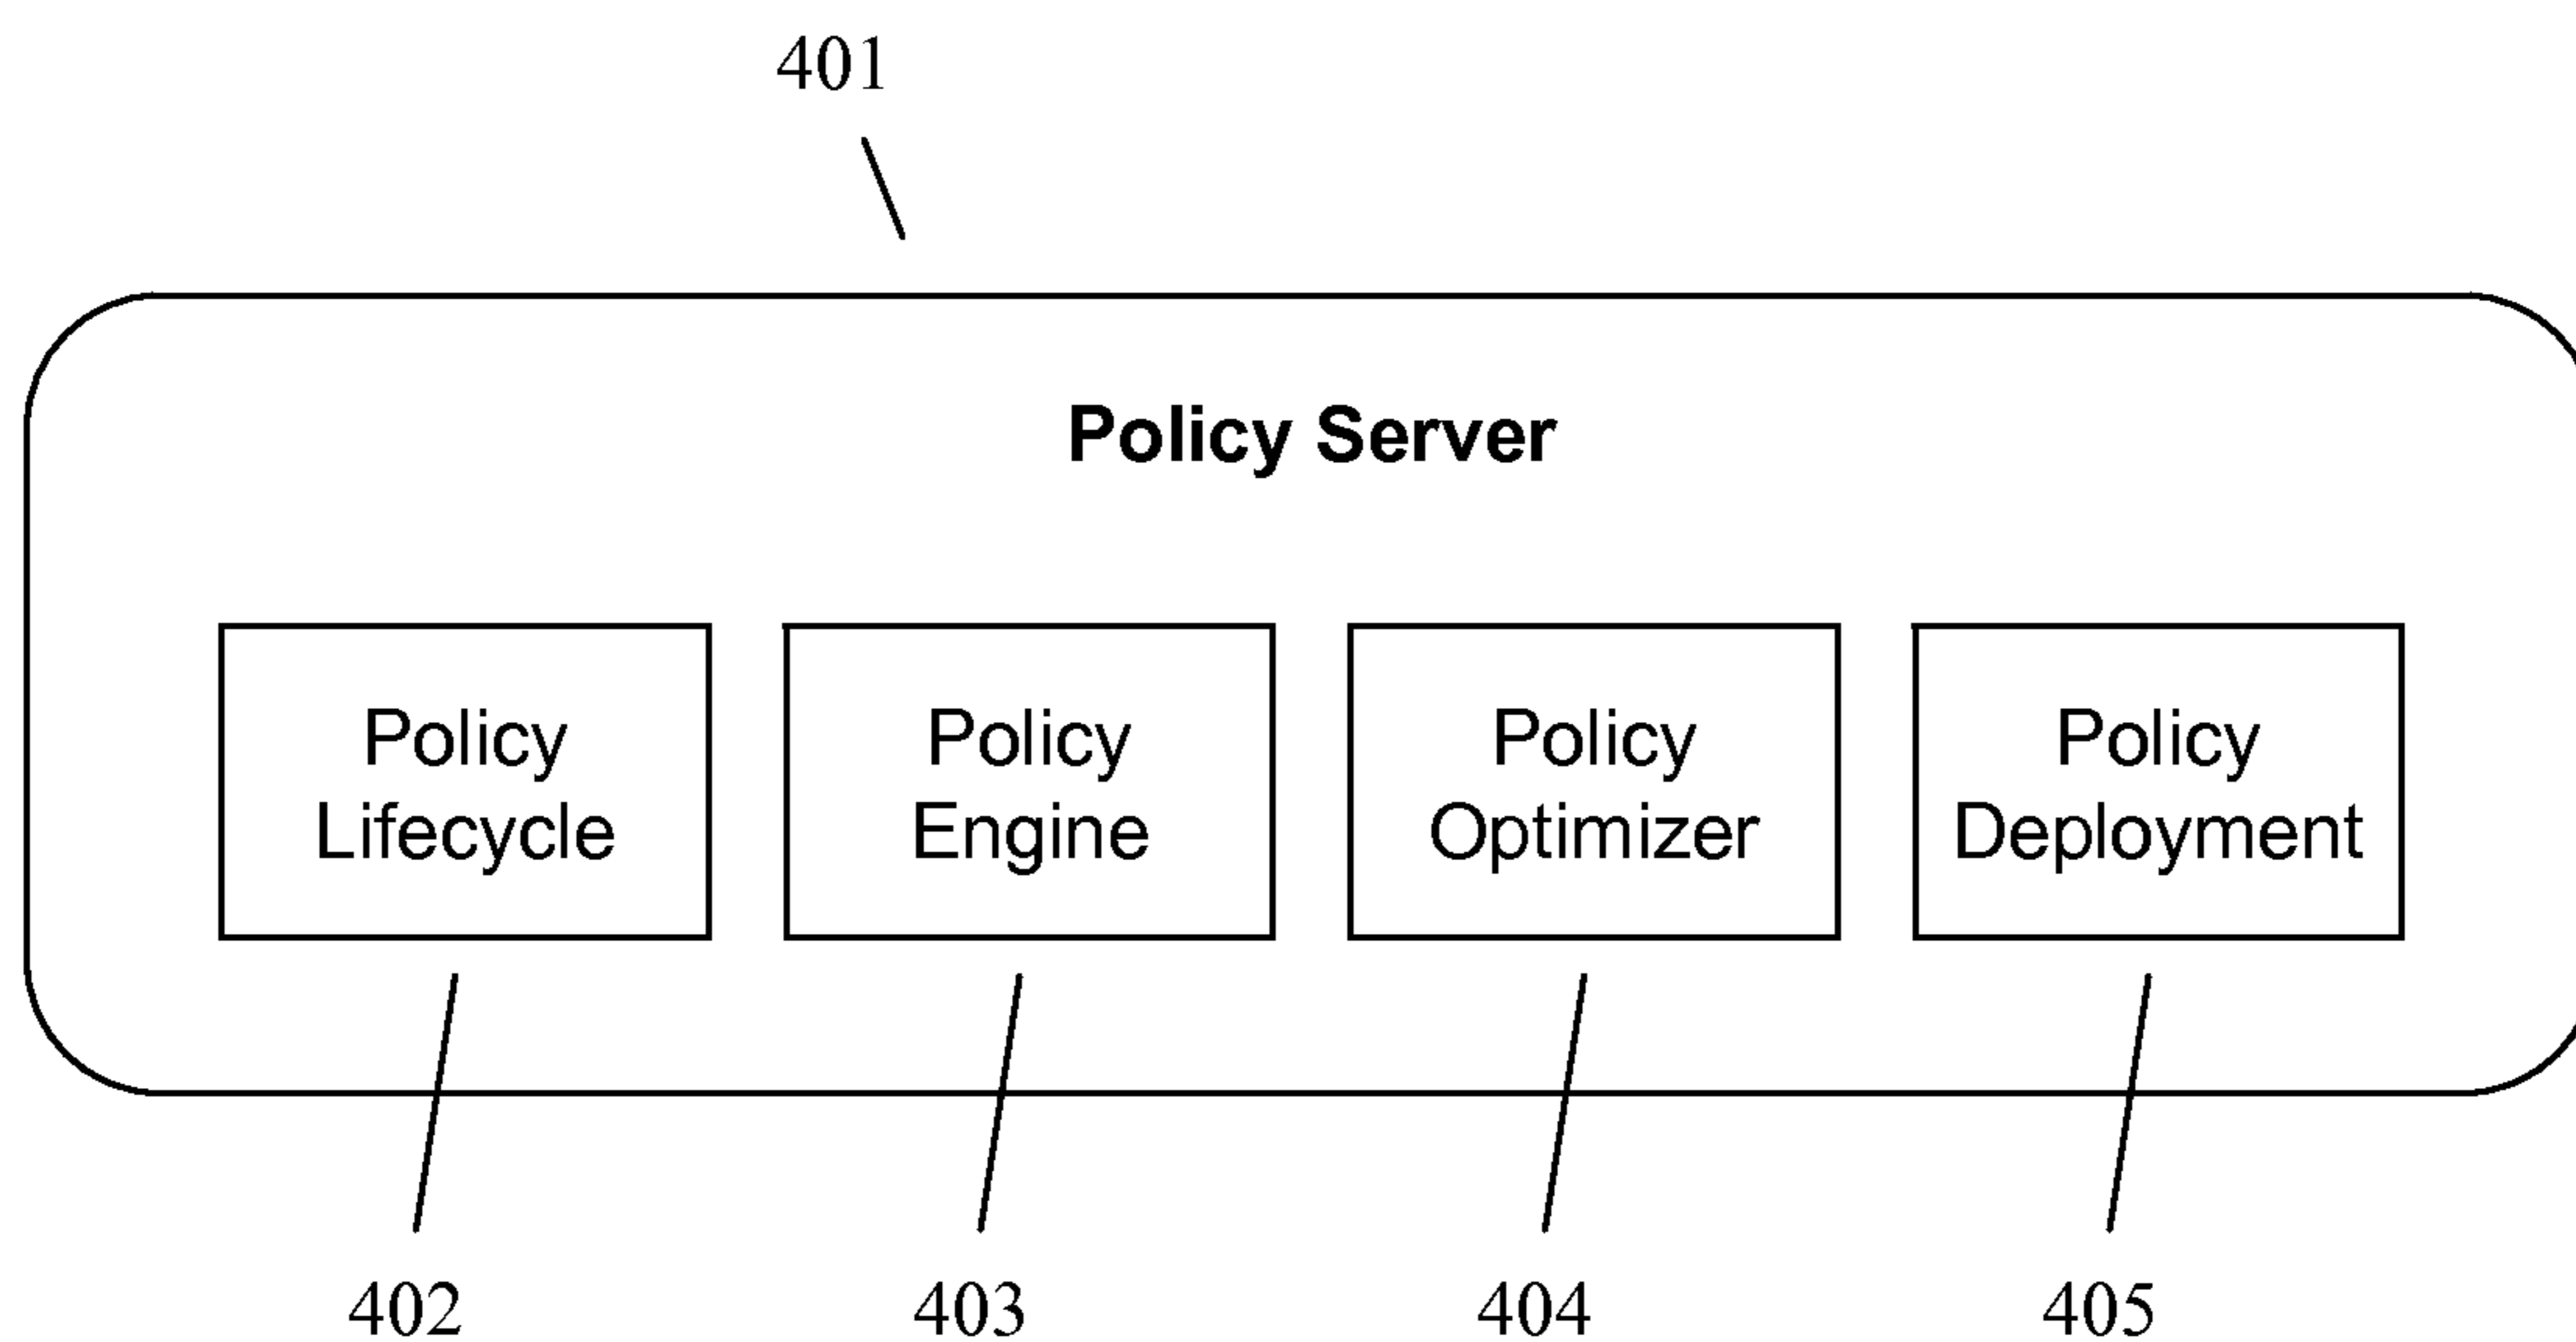 401
Policy Server
Policy
Lifecycle
Policy
Engine
Policy
Optimizer
Policy
Deployment
402
403
404
405